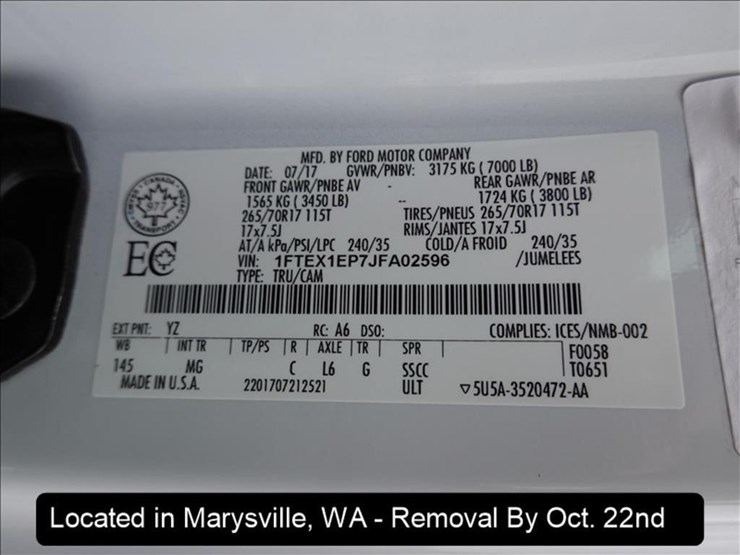 MFD. BY FORD MOTOR COMPANY
DATE: 07/17 GVWR/PNBV: 3175 KG ( 7000 LB)
FRONT GAWR/PNBE AV - REAR GAWR/PNBE AR
1565 KG ( 3450 LB) 1724 KG ( 3800 LB)
265/70R17 115T TIRES/PNEUS 265/70R17 115T
17x7.5J RIMS/JANTES 17x7.5J
AT/A kPa/PSI/LPC 240/35 COLD/A FROID 240/35
VIN: 1FTEX1EP7JFA02596 /JUMELEES
TYPE: TRU/CAM
CANADA
TRANSPORT
977
EC
EXT PNT: YZ RC: A6 DSO: COMPLIES: ICES/NMB-002
WB INT TR TP/PS R AXLE TR SPR F0058
145 MG C L6 G SSCC T0651
MADE IN U.S.A. 2201707212521 ULT ▽5U5A-3520472-AA
Located in Marysville, WA - Removal By Oct. 22nd